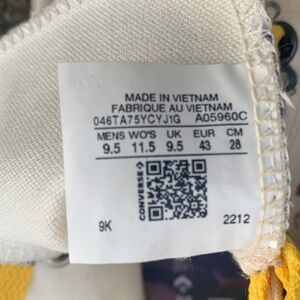 MADE IN VIETNAM
FABRIQUE AU VIETNAM
046TA75YCYJ1G A05960C
MENS WO'S UK EUR CM
9.5 11.5 9.5 43 28
CONVERSE
9K 2212